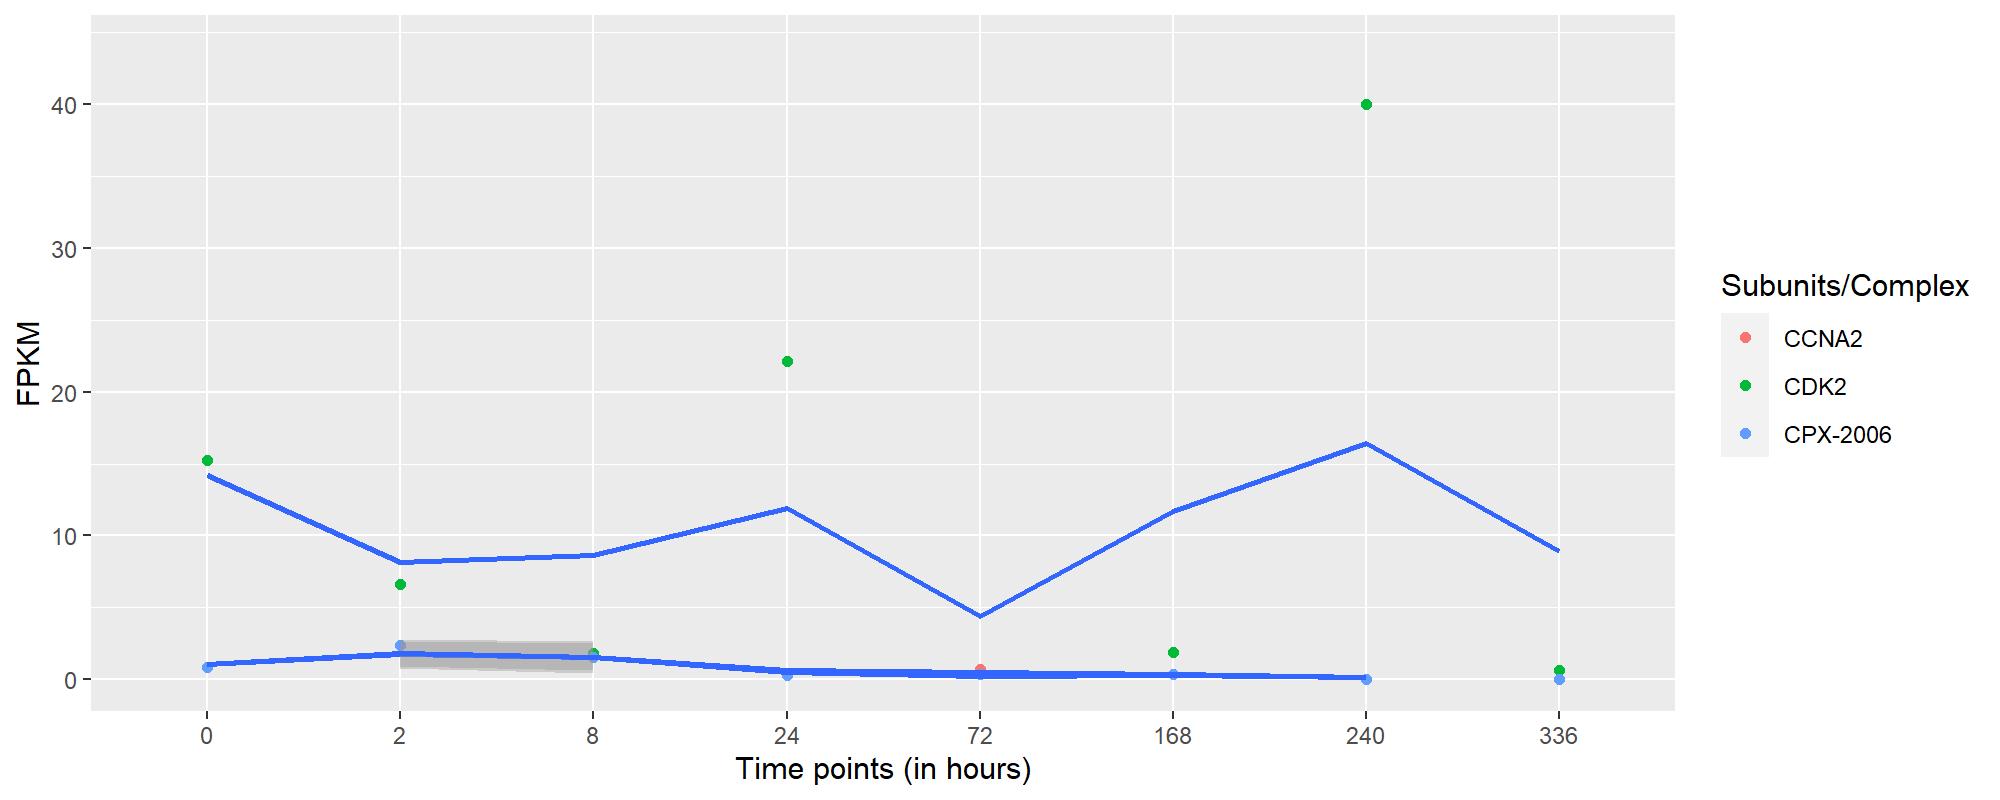 40
30
20
10
0
FPKM
0 2 8 24 72 168 240 336
Time points (in hours)
Subunits/Complex
CCNA2
CDK2
CPX-2006